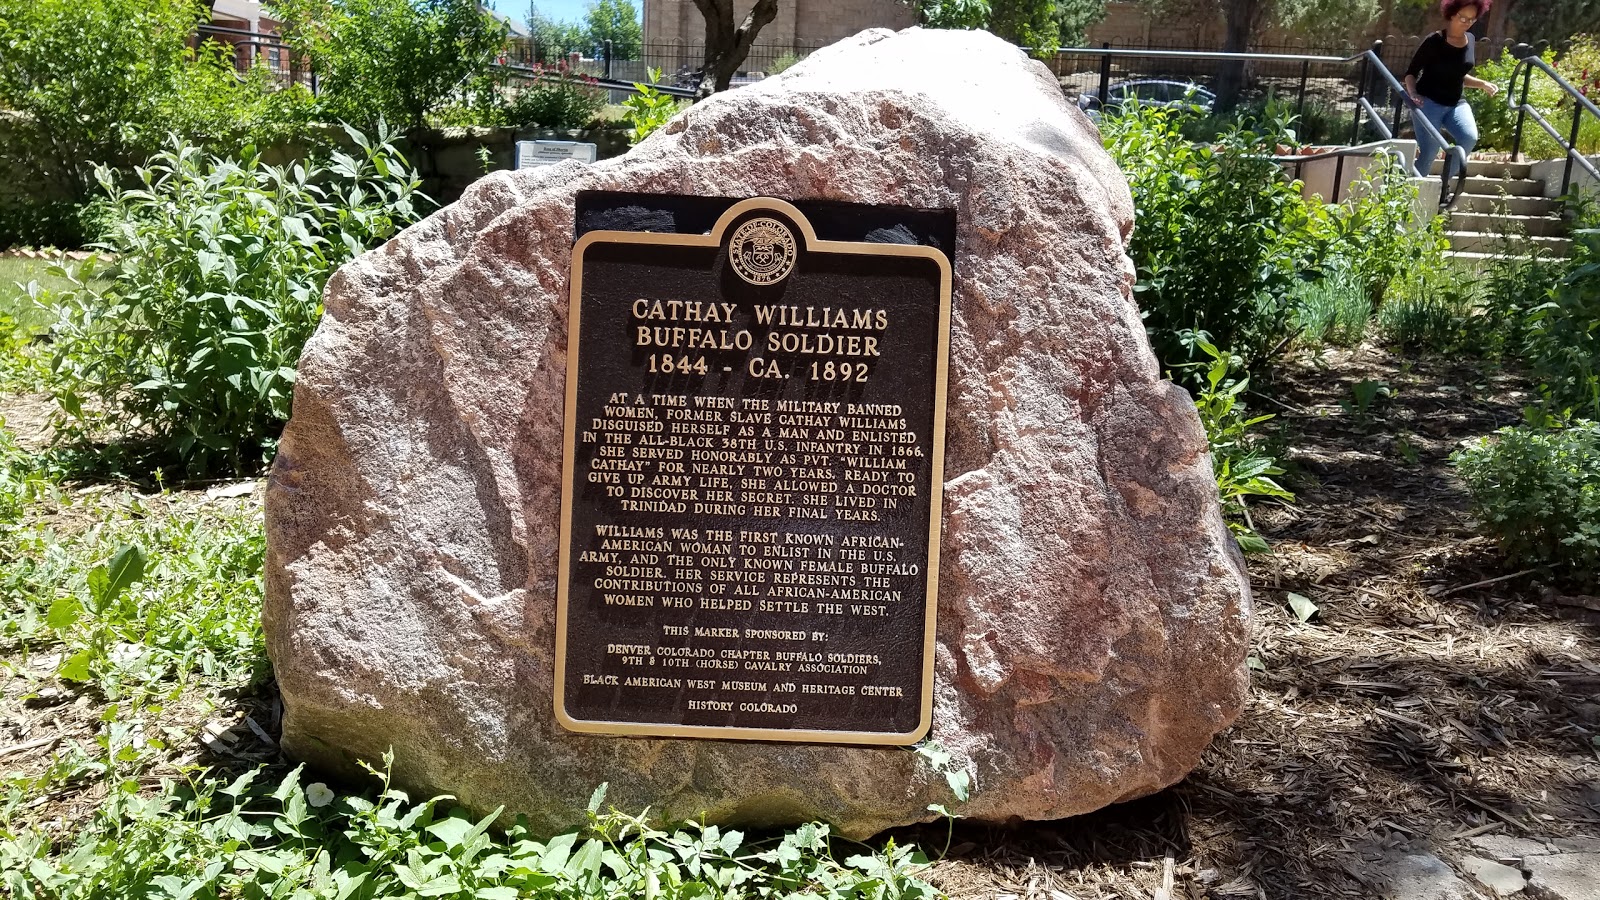 STATE OF COLORADO
1876
CATHAY WILLIAMS
BUFFALO SOLDIER
1844 - CA. 1892
AT A TIME WHEN THE MILITARY BANNED
WOMEN, FORMER SLAVE CATHAY WILLIAMS
DISGUISED HERSELF AS A MAN AND ENLISTED
IN THE ALL-BLACK 38TH U.S. INFANTRY IN 1866.
SHE SERVED HONORABLY AS PVT. "WILLIAM
CATHAY" FOR NEARLY TWO YEARS. READY TO
GIVE UP ARMY LIFE, SHE ALLOWED A DOCTOR
TO DISCOVER HER SECRET. SHE LIVED IN
TRINIDAD DURING HER FINAL YEARS.
WILLIAMS WAS THE FIRST KNOWN AFRICAN-
AMERICAN WOMAN TO ENLIST IN THE U.S.
ARMY, AND THE ONLY KNOWN FEMALE BUFFALO
SOLDIER. HER SERVICE REPRESENTS THE
CONTRIBUTIONS OF ALL AFRICAN-AMERICAN
WOMEN WHO HELPED SETTLE THE WEST.
THIS MARKER SPONSORED BY:
DENVER COLORADO CHAPTER BUFFALO SOLDIERS,
9TH & 10TH (HORSE) CAVALRY ASSOCIATION
BLACK AMERICAN WEST MUSEUM AND HERITAGE CENTER
HISTORY COLORADO